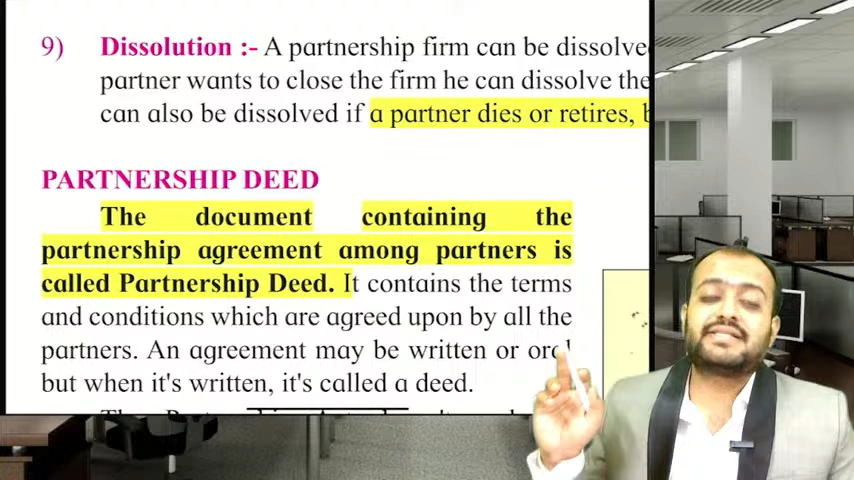 9) Dissolution :- A partnership firm can be dissolve
partner wants to close the firm he can dissolve the
can also be dissolved if a partner dies or retires,
PARTNERSHIP DEED
The document containing the
partnership agreement among partners is
called Partnership Deed. It contains the terms
and conditions which are agreed upon by all the
partners. An agreement may be written or oral
but when it's written, it's called a deed.